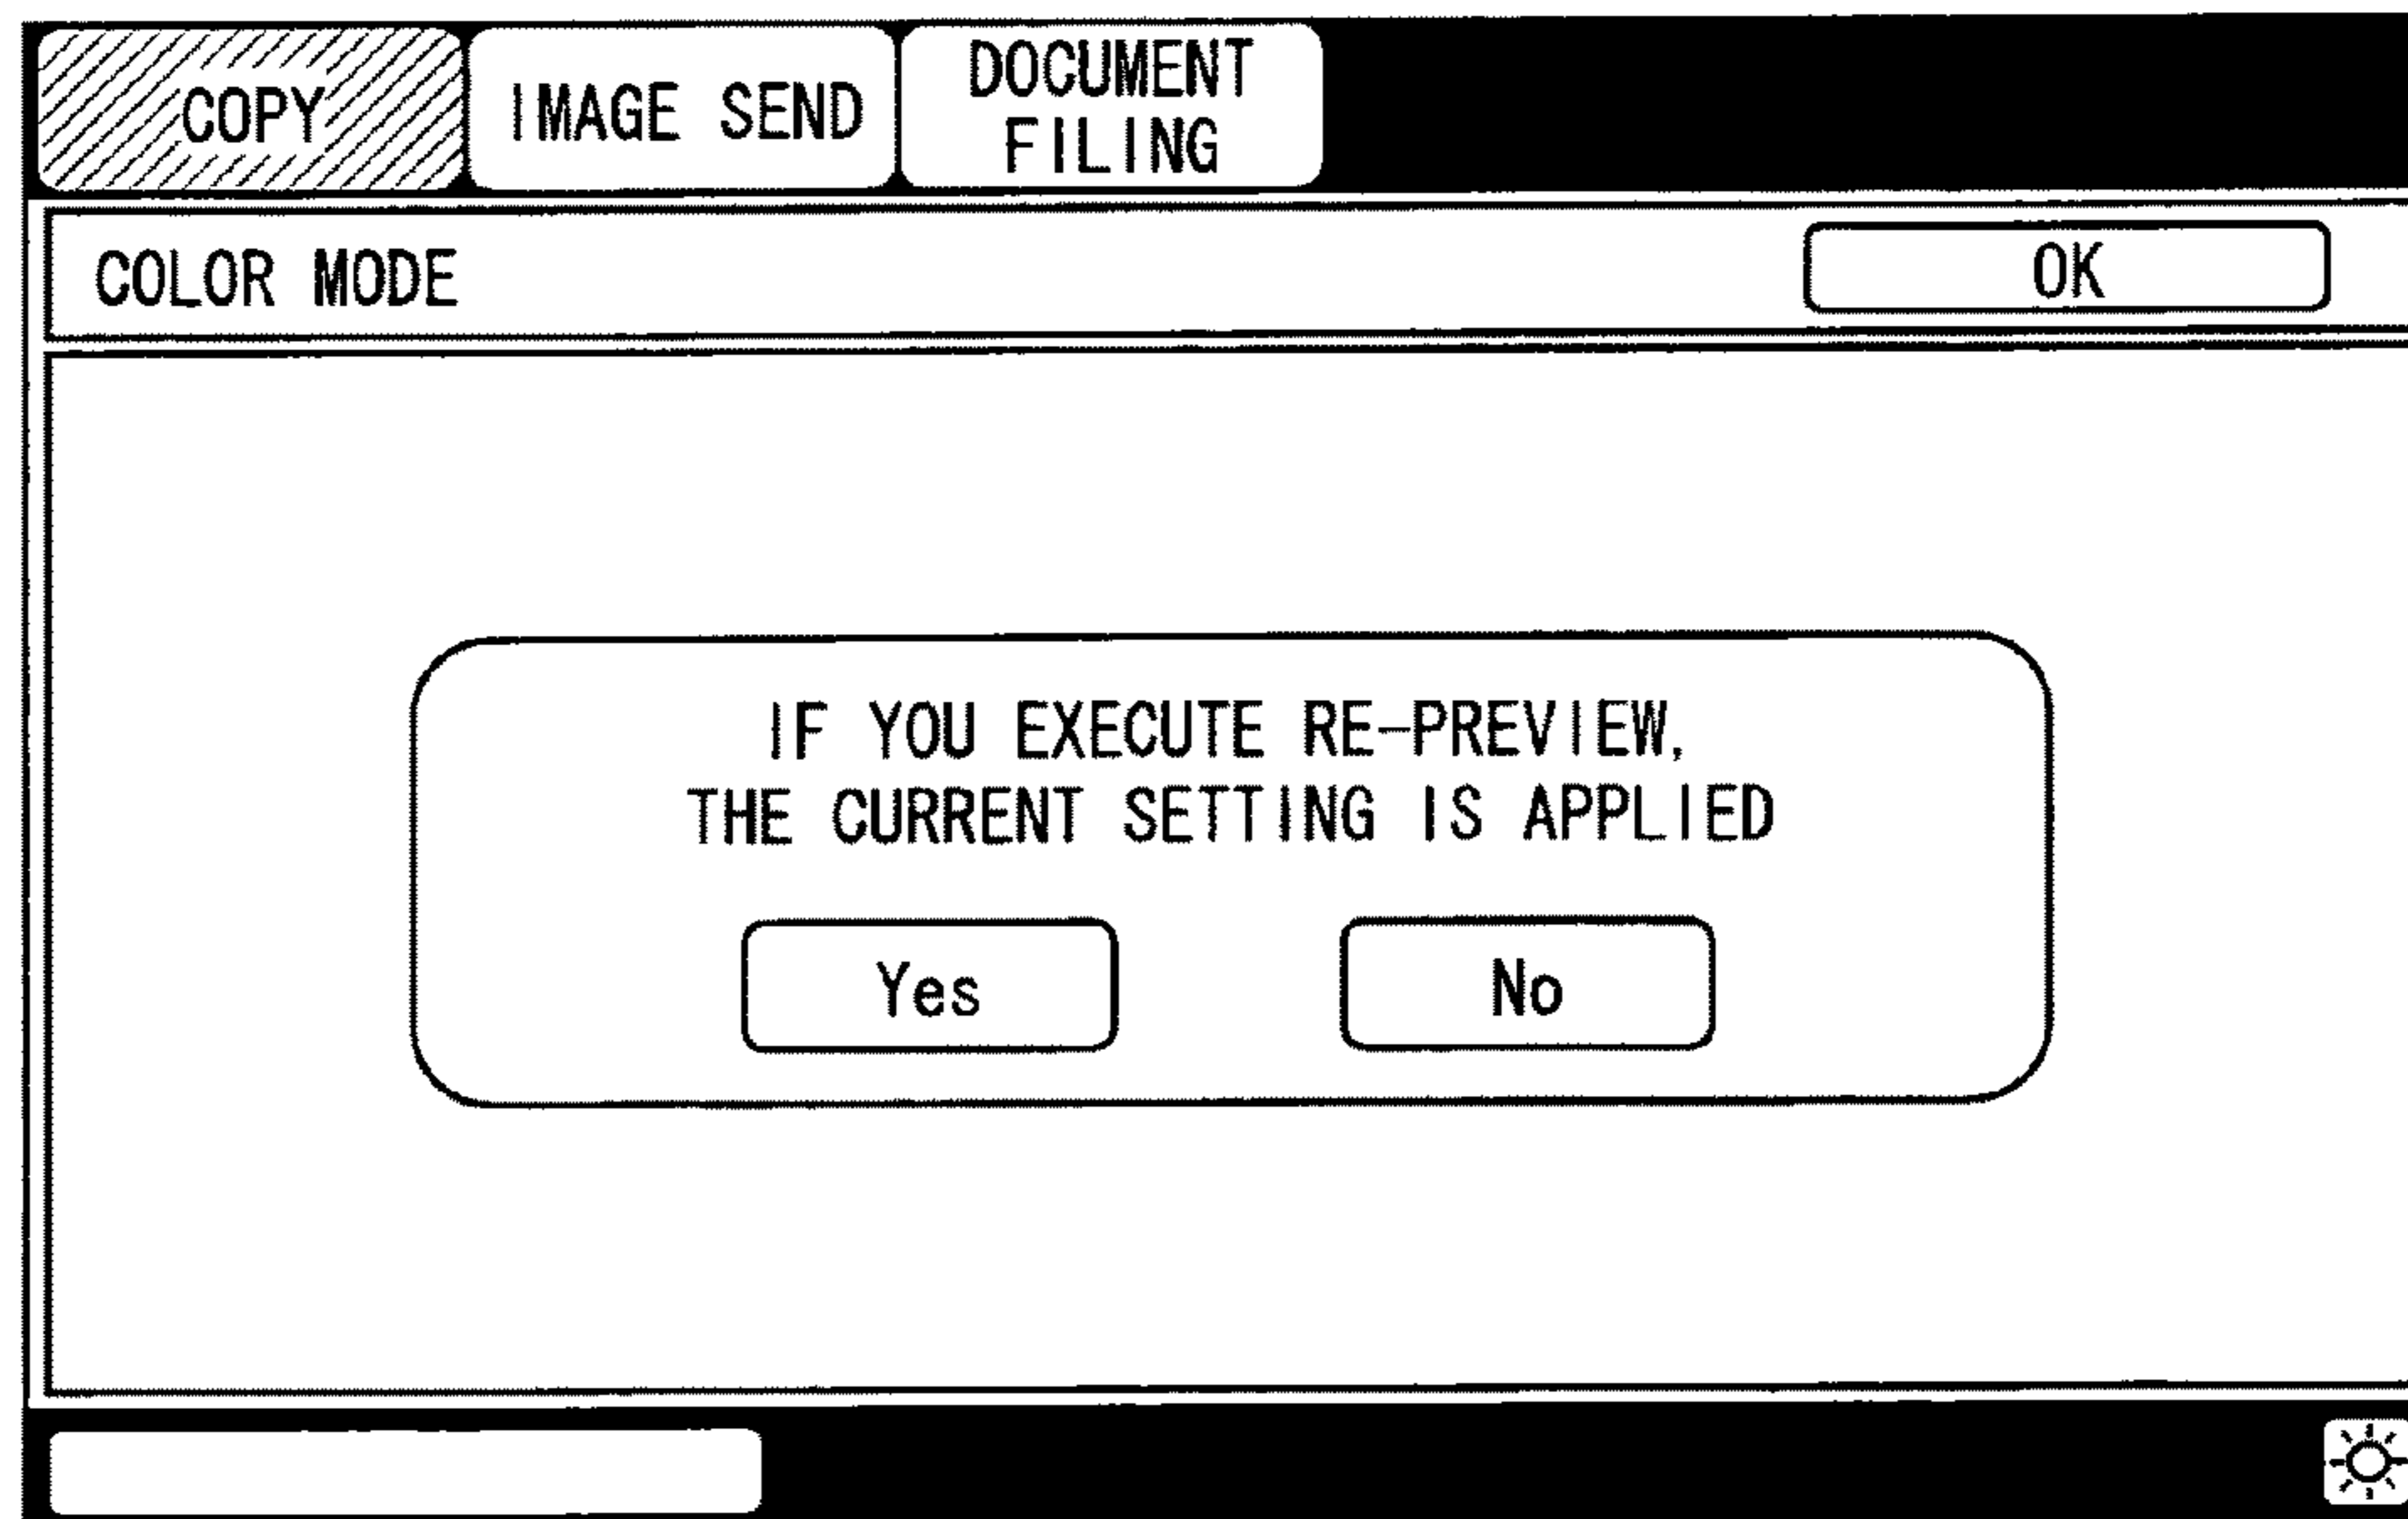 COPY
IMAGE SEND
DOCUMENT
FILING
COLOR MODE
OK
IF YOU EXECUTE RE-PREVIEW,
THE CURRENT SETTING IS APPLIED
Yes
No